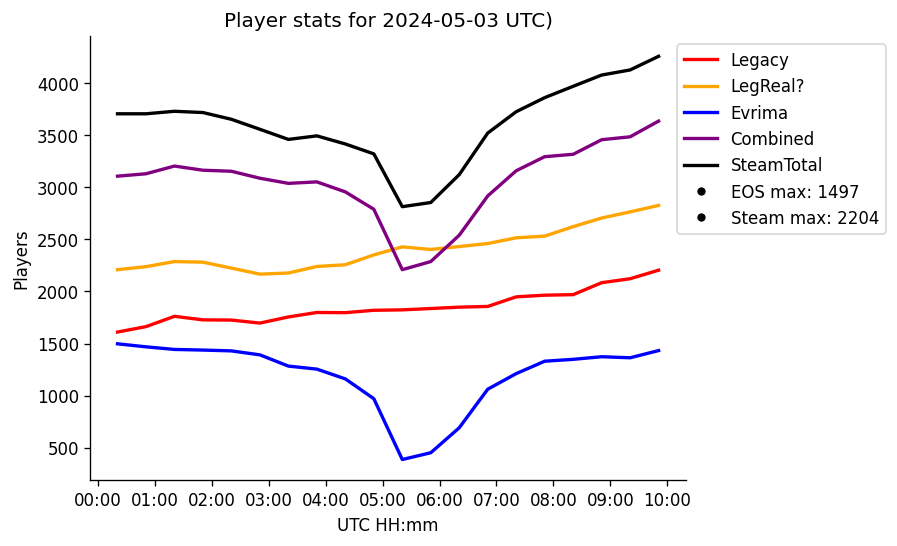 Player stats for 2024-05-03 UTC)
Legacy
LegReal?
Evrima
Combined
SteamTotal
EOS max: 1497
Steam max: 2204
Players
4000
3500
3000
2500
2000
1500
1000
500
00:00 01:00 02:00 03:00 04:00 05:00 06:00 07:00 08:00 09:00 10:00
UTC HH:mm